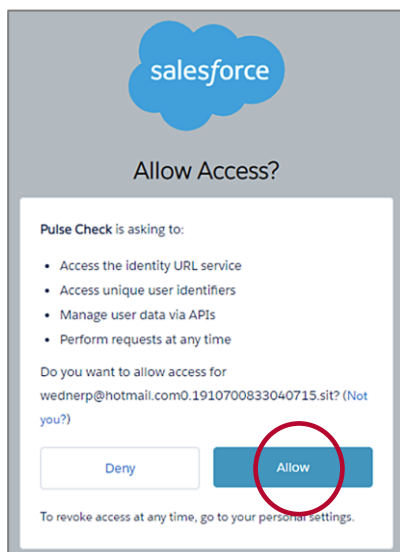 salesforce
Allow Access?
Pulse Check is asking to:
• Access the identity URL service
• Access unique user identifiers
• Manage user data via APIs
• Perform requests at any time
Do you want to allow access for
wednerp@hotmail.com0.1910700833040715.sit? (Not
you?)
Deny
Allow
To revoke access at any time, go to your personal settings.